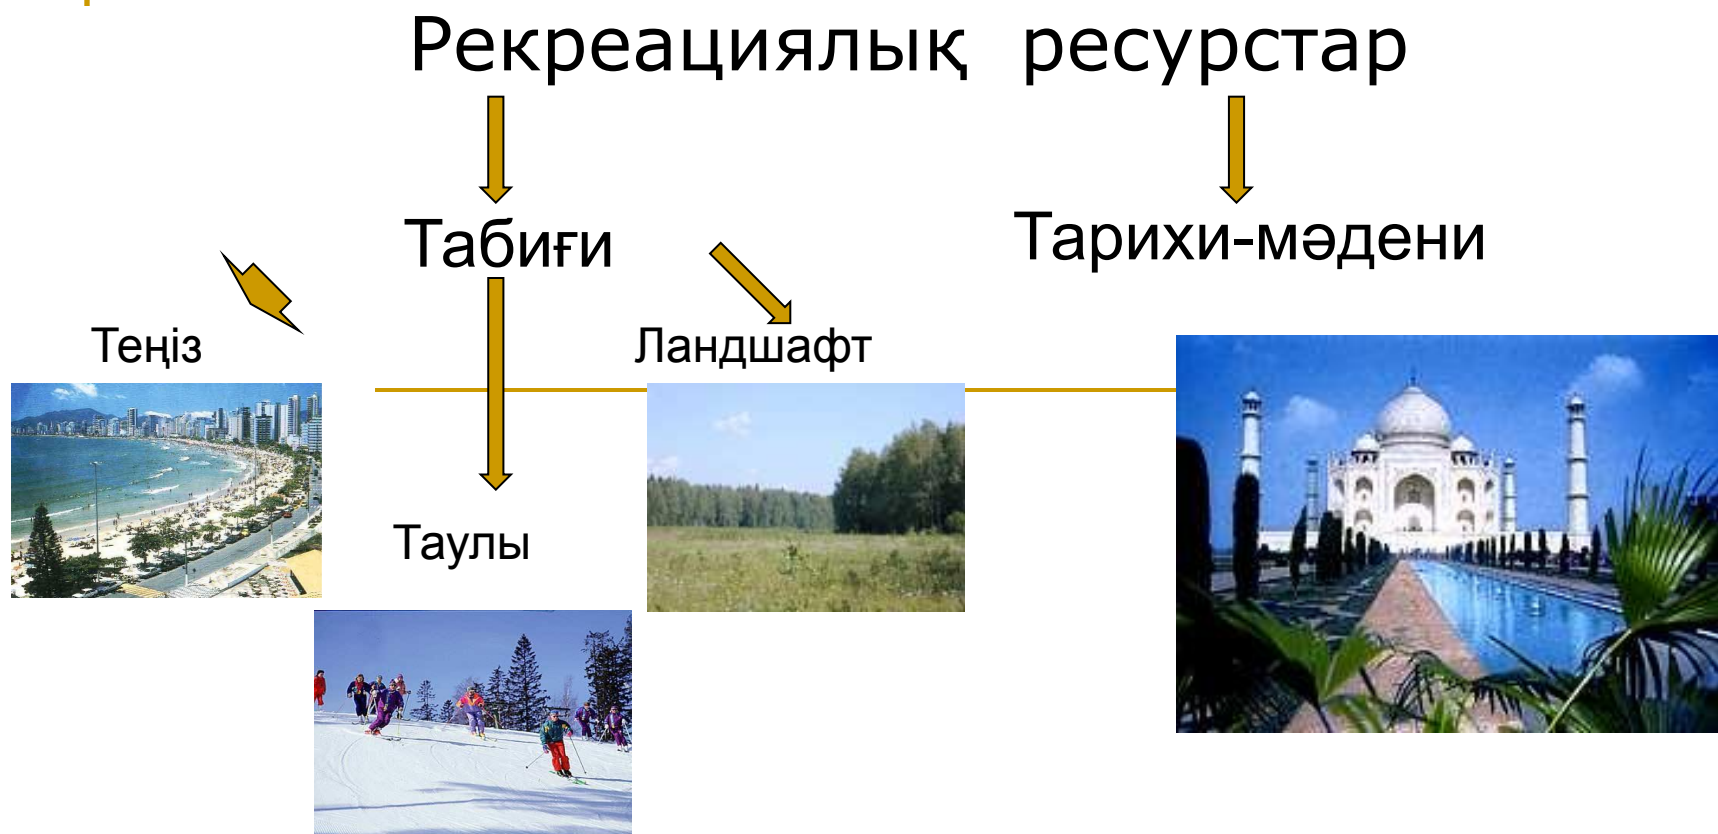 Рекреациялық ресурстар
Табиғи
Тарихи-мәдени
Теңіз
Ландшафт
Таулы